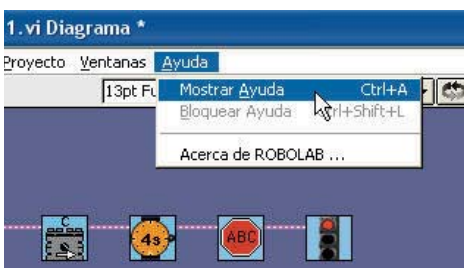 1.vi Diagrama *
Proyecto Ventanas Ayuda
13pt Fu
Mostrar Ayuda Ctrl+A
Bloquear Ayuda Ctrl+Shift+L
Acerca de ROBOLAB ...
C
4s
ABC